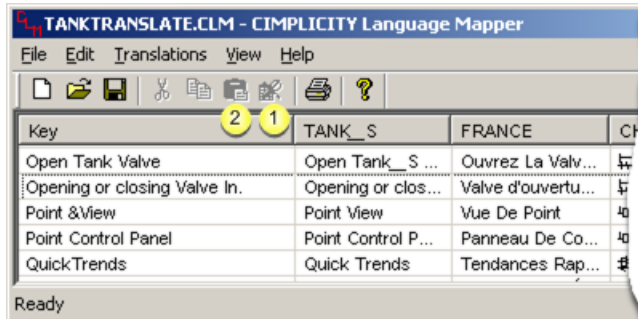 TANKTRANSLATE.CLM - CIMPLICITY Language Mapper
File Edit Translations View Help
2 1
Key TANK__S FRANCE
Open Tank Valve Open Tank__S ... Ouvrez La Valv...
Opening or closing Valve In. Opening or clos... Valve d'ouvertu...
Point &View Point View Vue De Point
Point Control Panel Point Control P... Panneau De Co...
QuickTrends Quick Trends Tendances Rap...
Ready